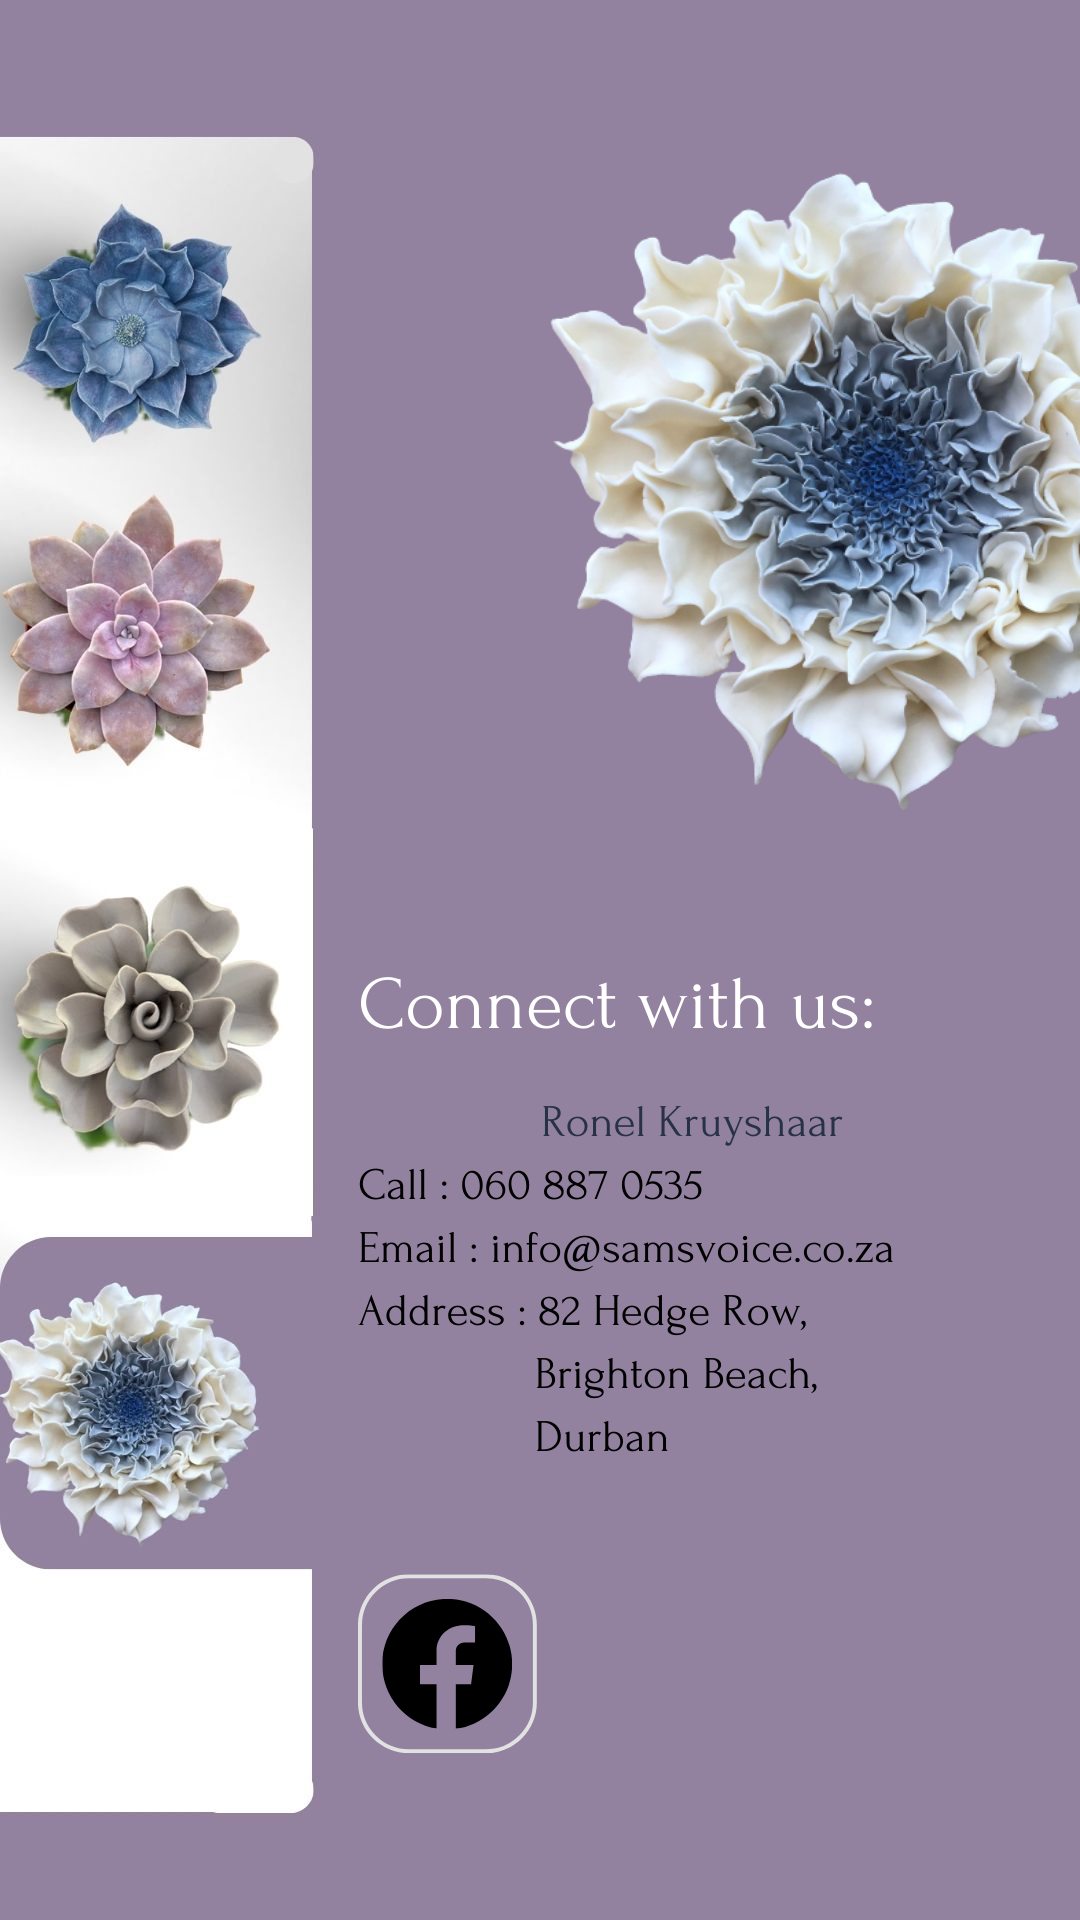 Connect with us:
Ronel Kruyshaar
Call : 060 887 0535
Email : info@samsvoice.co.za
Address : 82 Hedge Row,
Brighton Beach,
Durban